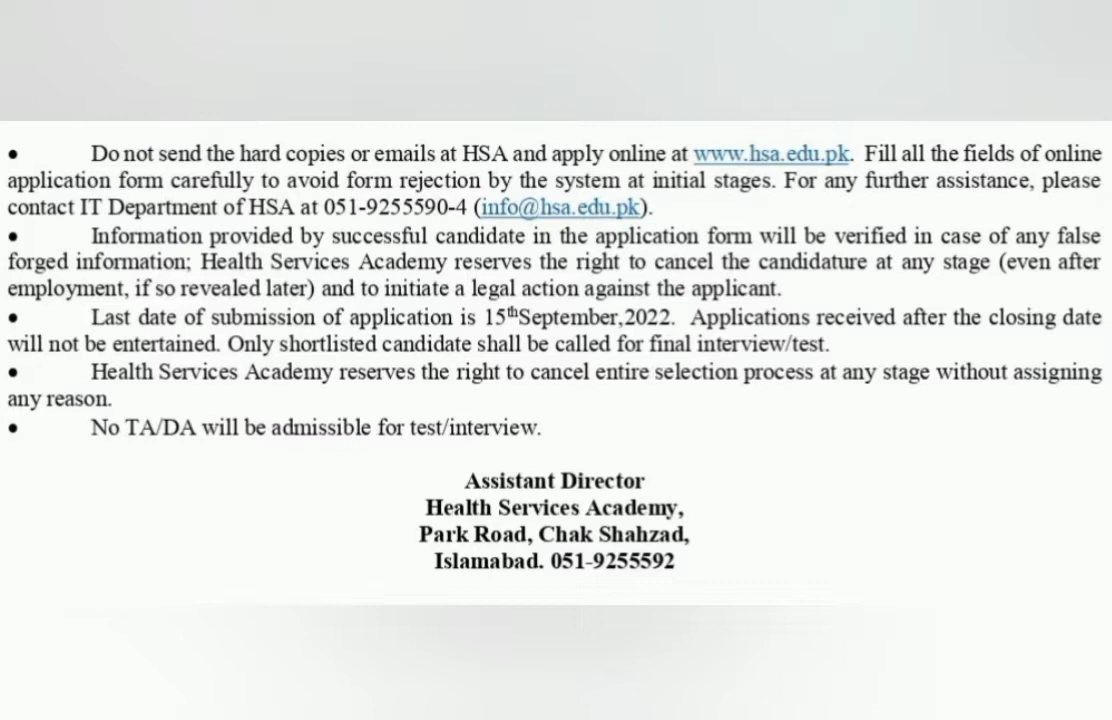 • Do not send the hard copies or emails at HSA and apply online at www.hsa.edu.pk. Fill all the fields of online
application form carefully to avoid form rejection by the system at initial stages. For any further assistance, please
contact IT Department of HSA at 051-9255590-4 (info@hsa.edu.pk).
• Information provided by successful candidate in the application form will be verified in case of any false
forged information; Health Services Academy reserves the right to cancel the candidature at any stage (even after
employment, if so revealed later) and to initiate a legal action against the applicant.
• Last date of submission of application is 15thSeptember,2022. Applications received after the closing date
will not be entertained. Only shortlisted candidate shall be called for final interview/test.
• Health Services Academy reserves the right to cancel entire selection process at any stage without assigning
any reason.
• No TA/DA will be admissible for test/interview.
Assistant Director
Health Services Academy,
Park Road, Chak Shahzad,
Islamabad. 051-9255592